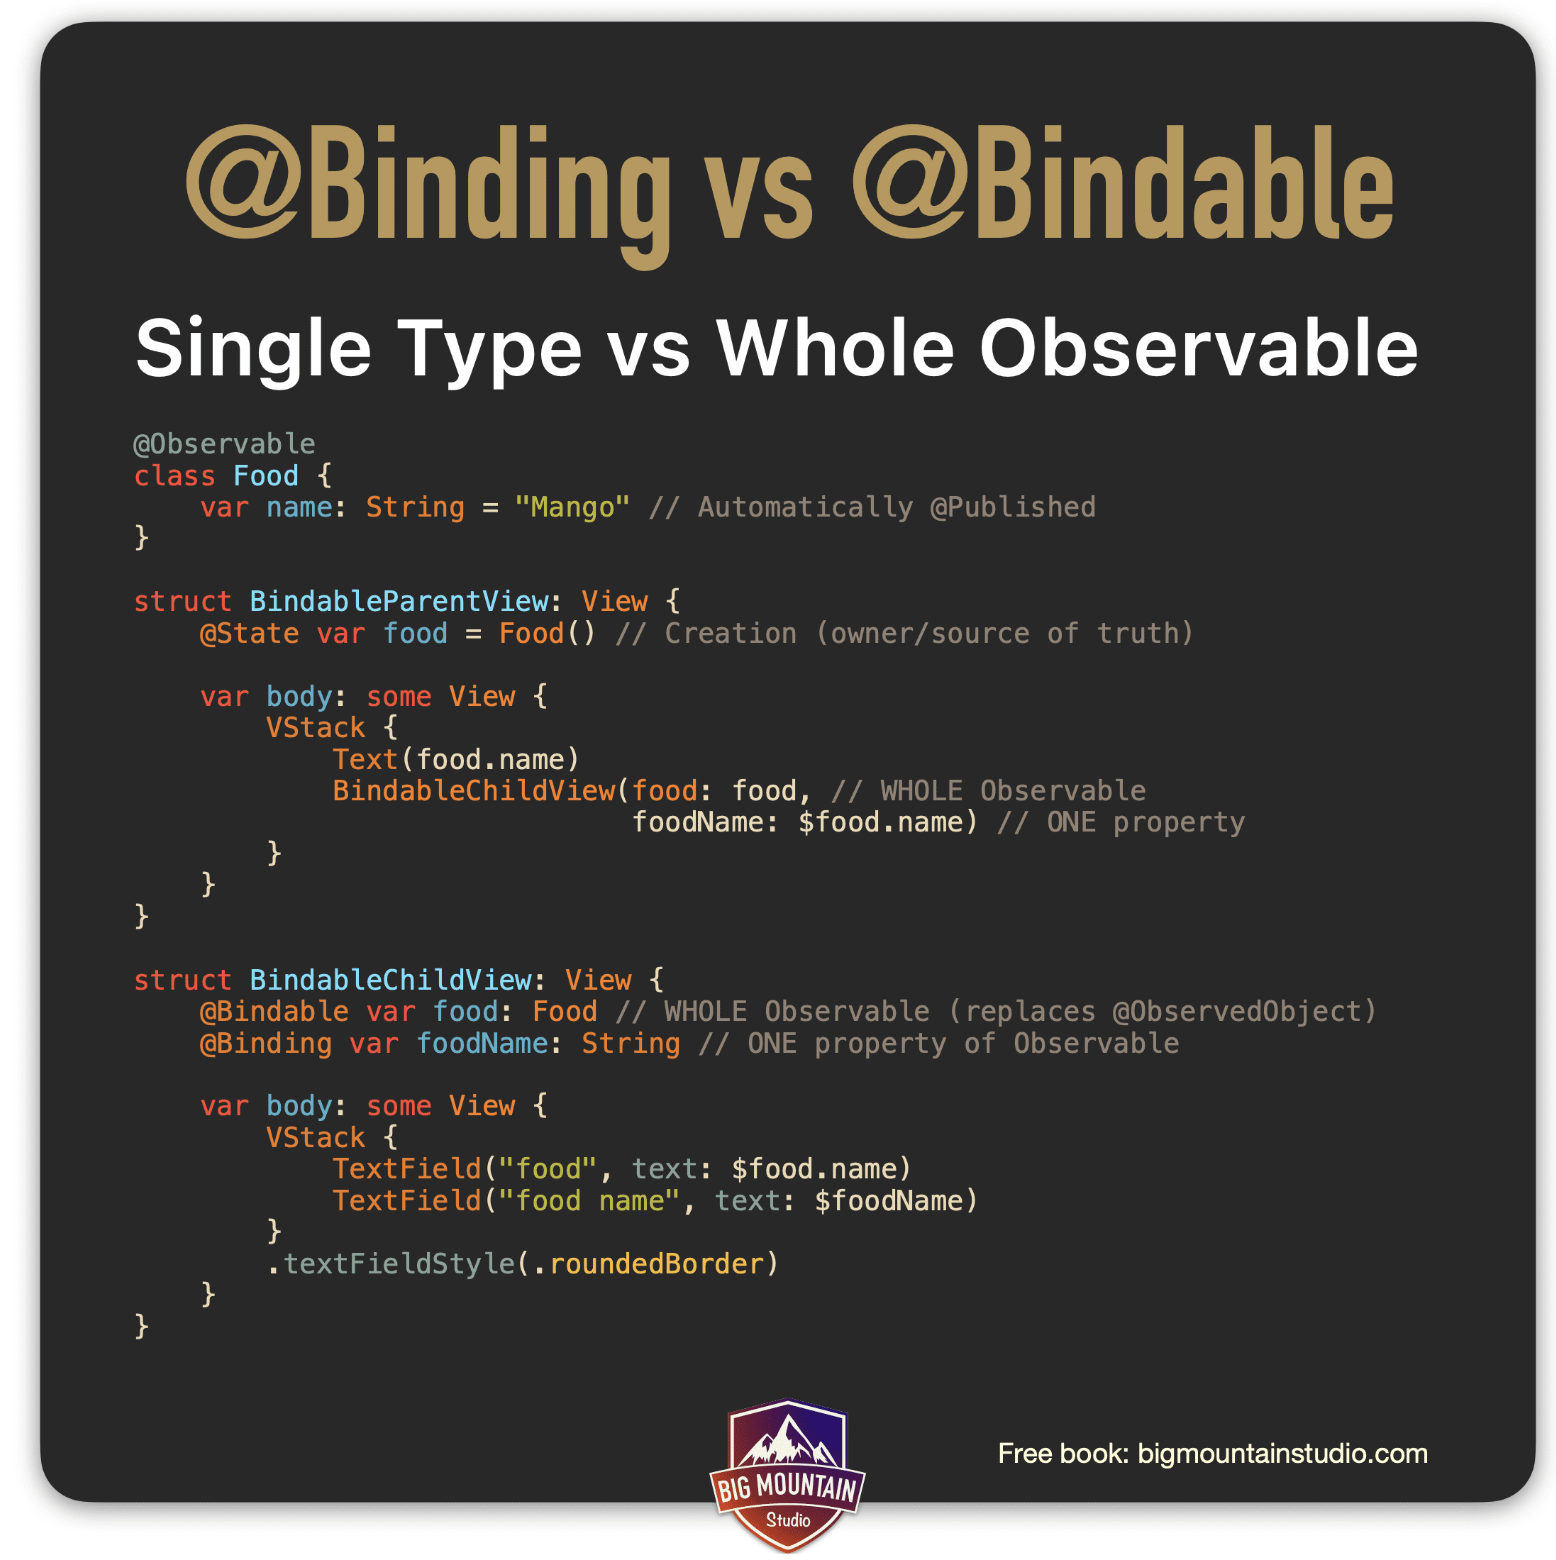 @Binding vs @Bindable
Single Type vs Whole Observable
@Observable
class Food {
    var name: String = "Mango" // Automatically @Published
}
struct BindableParentView: View {
    @State var food = Food() // Creation (owner/source of truth)
    var body: some View {
        VStack {
            Text(food.name)
            BindableChildView(food: food, // WHOLE Observable
                              foodName: $food.name) // ONE property
        }
    }
}
struct BindableChildView: View {
    @Bindable var food: Food // WHOLE Observable (replaces @ObservedObject)
    @Binding var foodName: String // ONE property of Observable
    var body: some View {
        VStack {
            TextField("food", text: $food.name)
            TextField("food name", text: $foodName)
        }
        .textFieldStyle(.roundedBorder)
    }
}
Free book: bigmountainstudio.com
BIG MOUNTAIN
Studio